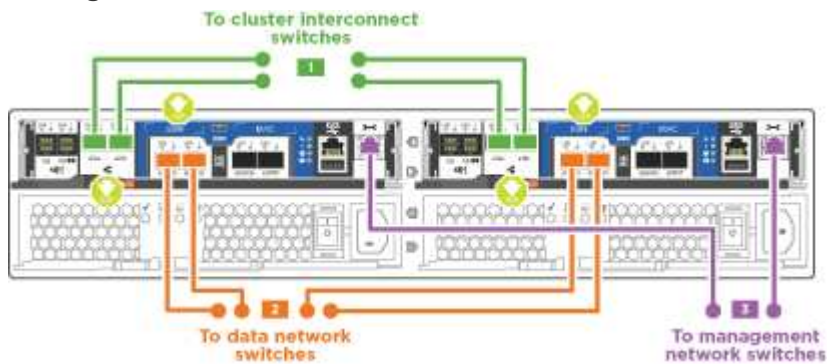 To cluster interconnect
switches
1
2
3
To data network
switches
To management
network switches